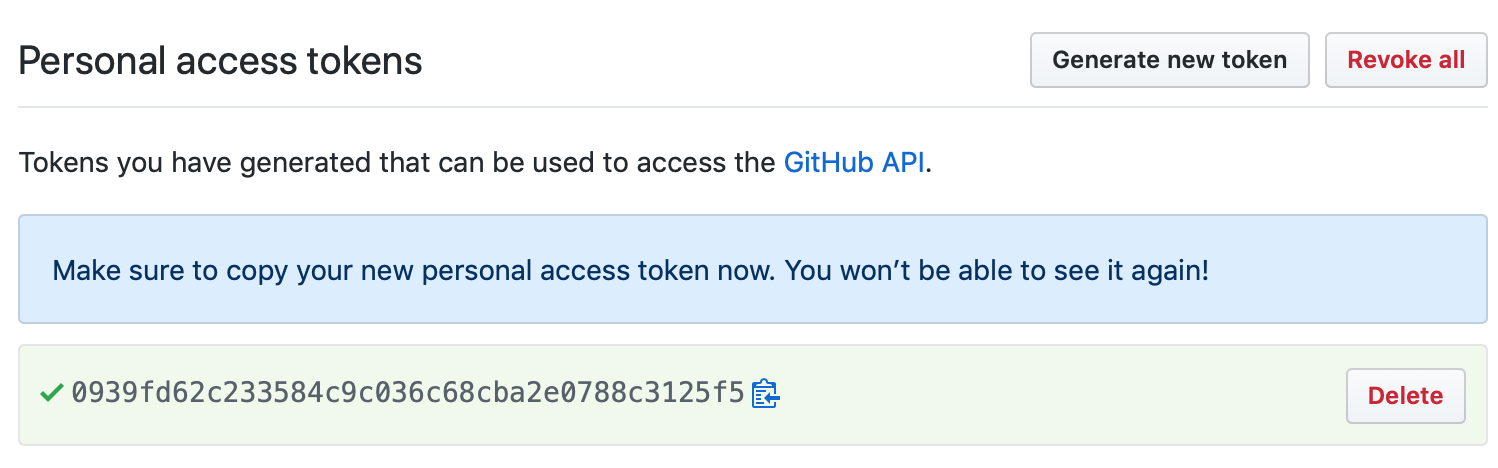 Personal access tokens
Generate new token
Revoke all
Tokens you have generated that can be used to access the GitHub API.
Make sure to copy your new personal access token now. You won’t be able to see it again!
0939fd62c233584c9c036c68cba2e0788c3125f5
Delete